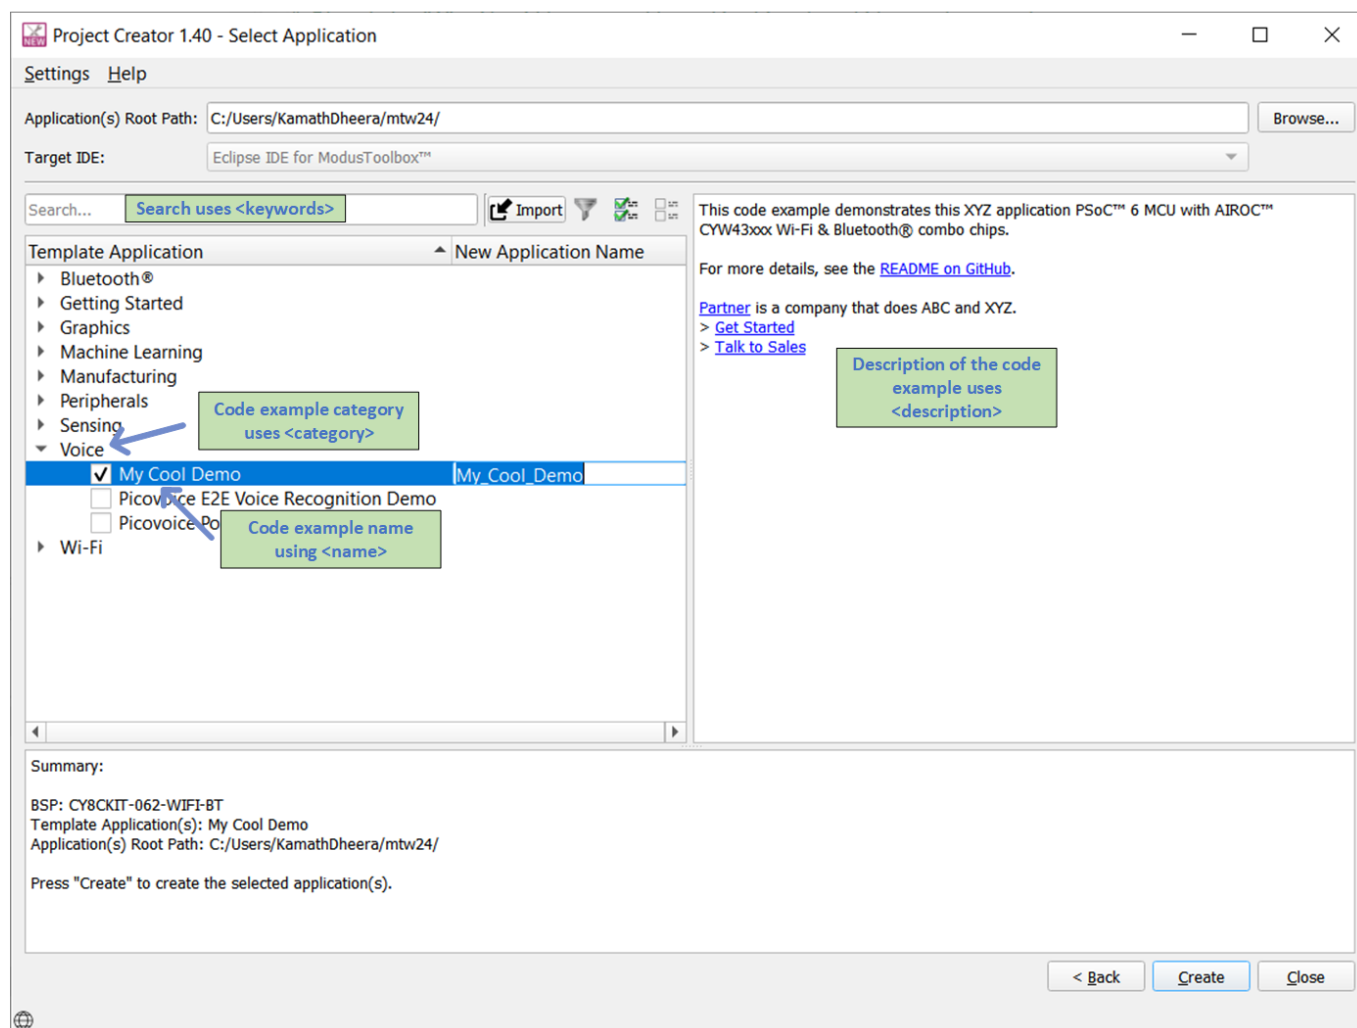 NEW Project Creator 1.40 - Select Application
Settings Help
Application(s) Root Path: C:/Users/KamathDheera/mtw24/ Browse...
Target IDE: Eclipse IDE for ModusToolbox™
Search... Search uses <keywords> Import
Template Application New Application Name
Bluetooth®
Getting Started
Graphics
Machine Learning
Manufacturing
Peripherals
Sensing
Code example category
uses <category>
Voice
My Cool Demo My_Cool_Demo
Picovoice E2E Voice Recognition Demo
Picovoice Po
Code example name
using <name>
Wi-Fi
This code example demonstrates this XYZ application PSoC™ 6 MCU with AIROC™
CYW43xxx Wi-Fi & Bluetooth® combo chips.
For more details, see the README on GitHub.
Partner is a company that does ABC and XYZ.
> Get Started
> Talk to Sales
Description of the code
example uses
<description>
Summary:
BSP: CY8CKIT-062-WIFI-BT
Template Application(s): My Cool Demo
Application(s) Root Path: C:/Users/KamathDheera/mtw24/
Press "Create" to create the selected application(s).
< Back Create Close